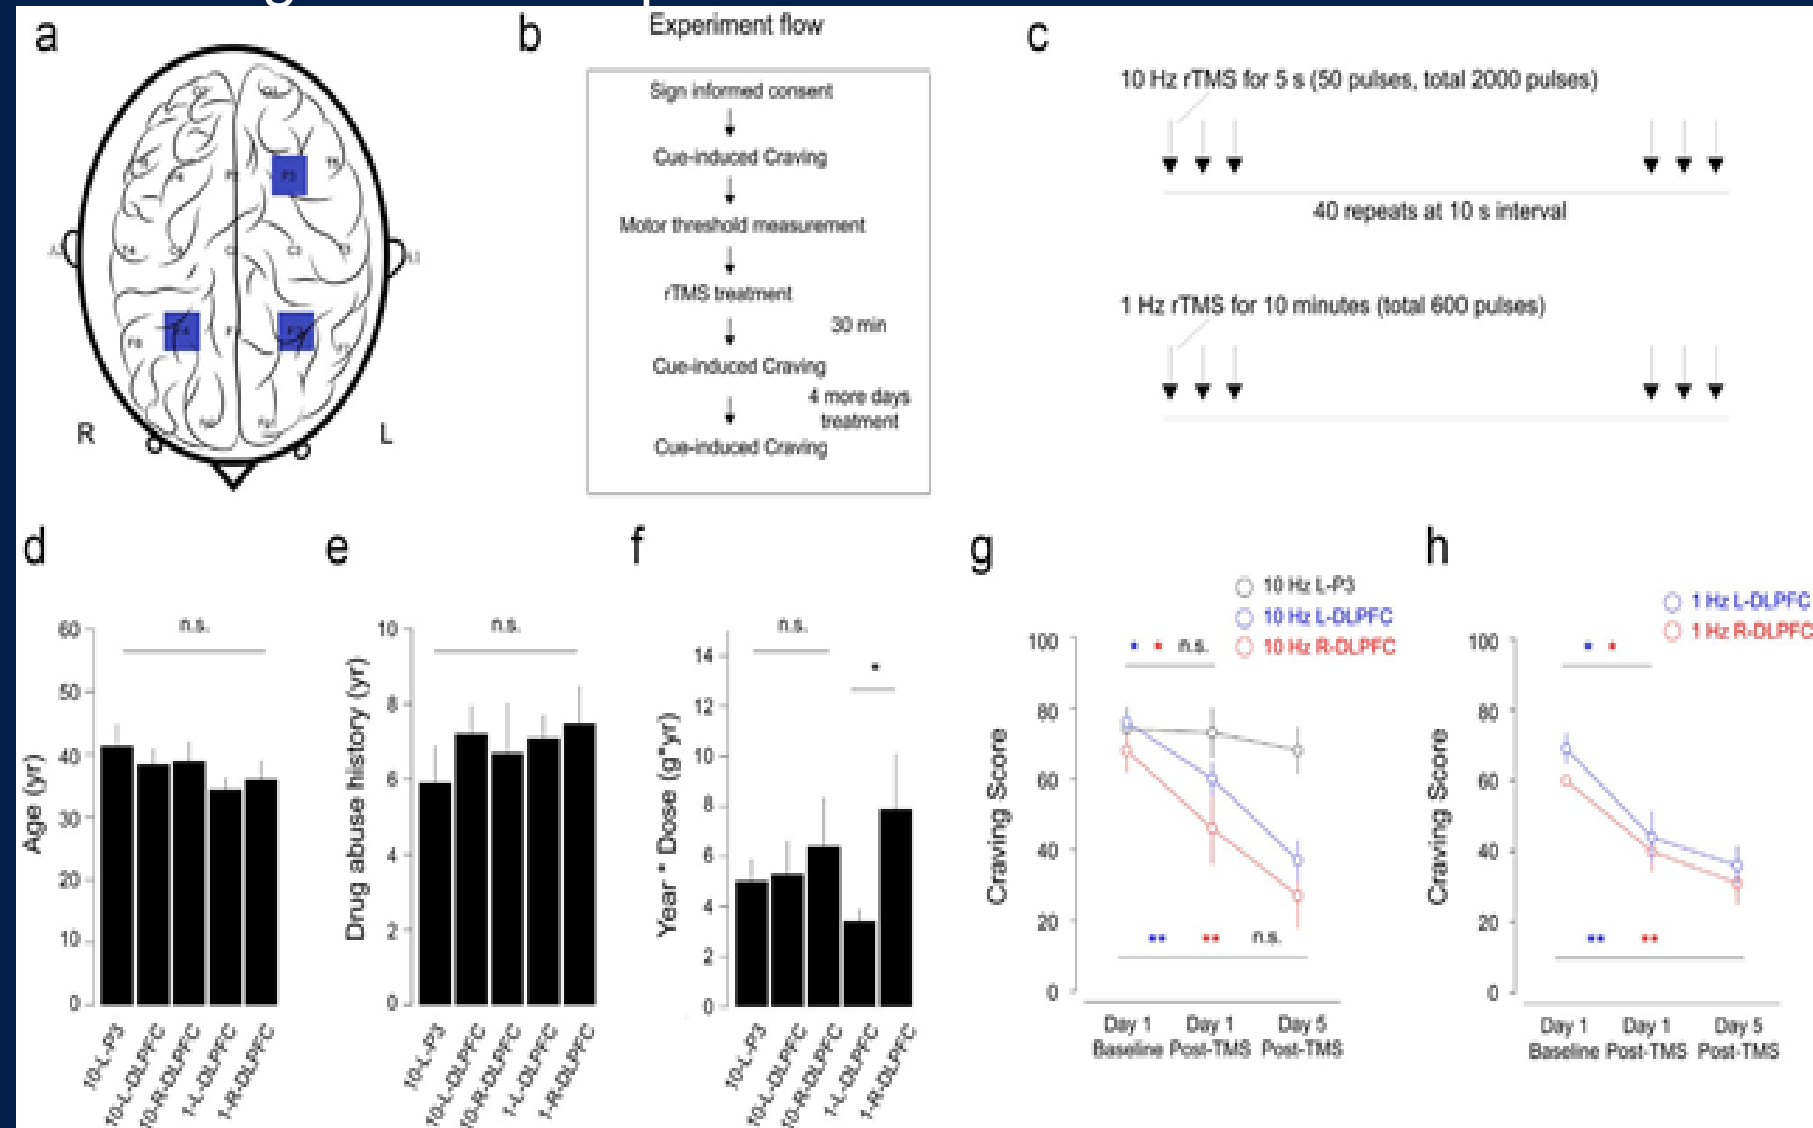 a
R
L
b
Experiment flow
Sign informed consent
Cue-induced Craving
Motor threshold measurement
rTMS treatment
30 min
Cue-induced Craving
4 more days
treatment
Cue-induced Craving
c
10 Hz rTMS for 5 s (50 pulses, total 2000 pulses)
40 repeats at 10 s interval
1 Hz rTMS for 10 minutes (total 600 pulses)
d
n.s.
Age (yr)
60
50
40
30
20
10
0
10-L-P3
10-L-DLPFC
10-R-DLPFC
1-L-DLPFC
1-R-DLPFC
e
n.s.
Drug abuse history (yr)
10
8
6
4
2
0
10-L-P3
10-L-DLPFC
10-R-DLPFC
1-L-DLPFC
1-R-DLPFC
f
n.s.
*
Year * Dose (g*yr)
14
12
10
8
6
4
2
0
10-L-P3
10-L-DLPFC
10-R-DLPFC
1-L-DLPFC
1-R-DLPFC
g
10 Hz L-P3
10 Hz L-DLPFC
10 Hz R-DLPFC
* * n.s.
Craving Score
100
80
60
40
20
0
** ** n.s.
Day 1 Day 1 Day 5
Baseline Post-TMS Post-TMS
h
1 Hz L-DLPFC
1 Hz R-DLPFC
* *
Craving Score
100
80
60
40
20
0
** **
Day 1 Day 1 Day 5
Baseline Post-TMS Post-TMS